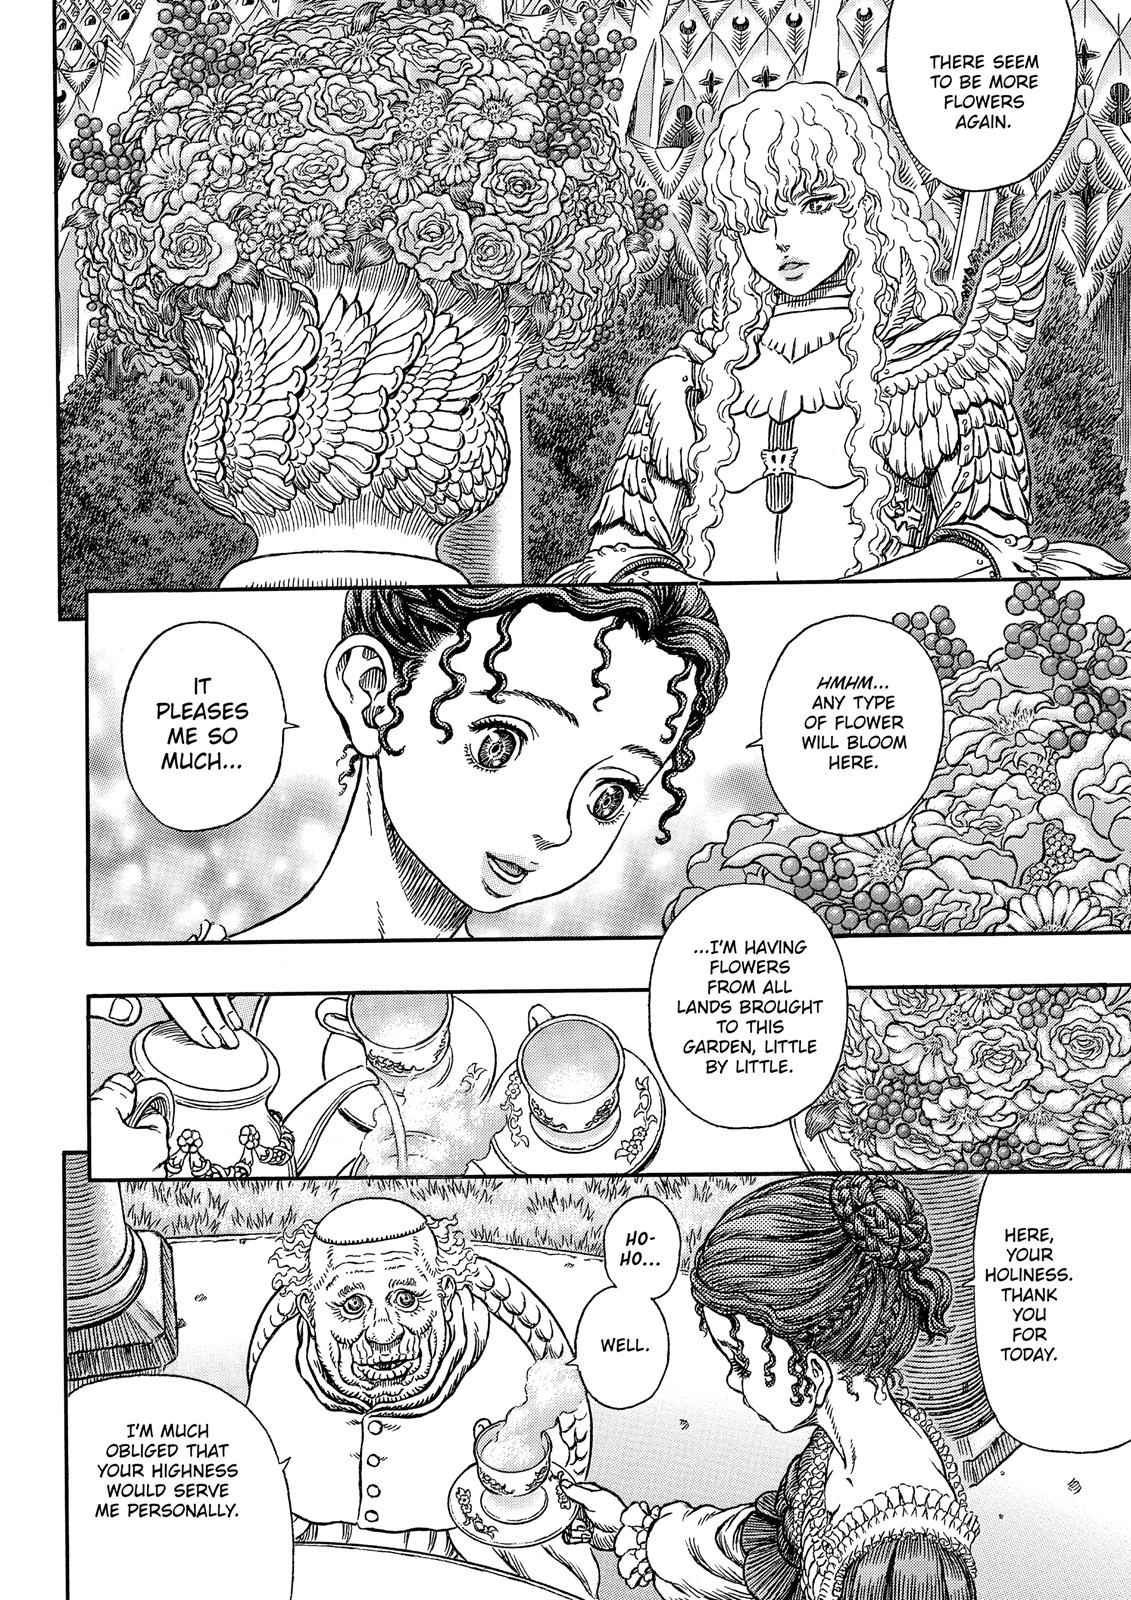 THERE SEEM
TO BE MORE
FLOWERS
AGAIN.
HMHM...
ANY TYPE
OF FLOWER
WILL BLOOM
HERE.
IT
PLEASES
ME SO
MUCH...
...I'M HAVING
FLOWERS
FROM ALL
LANDS BROUGHT
TO THIS
GARDEN, LITTLE
BY LITTLE.
HERE,
YOUR
HOLINESS.
THANK
YOU
FOR
TODAY.
HO-
HO...
WELL.
I'M MUCH
OBLIGED THAT
YOUR HIGHNESS
WOULD SERVE
ME PERSONALLY.